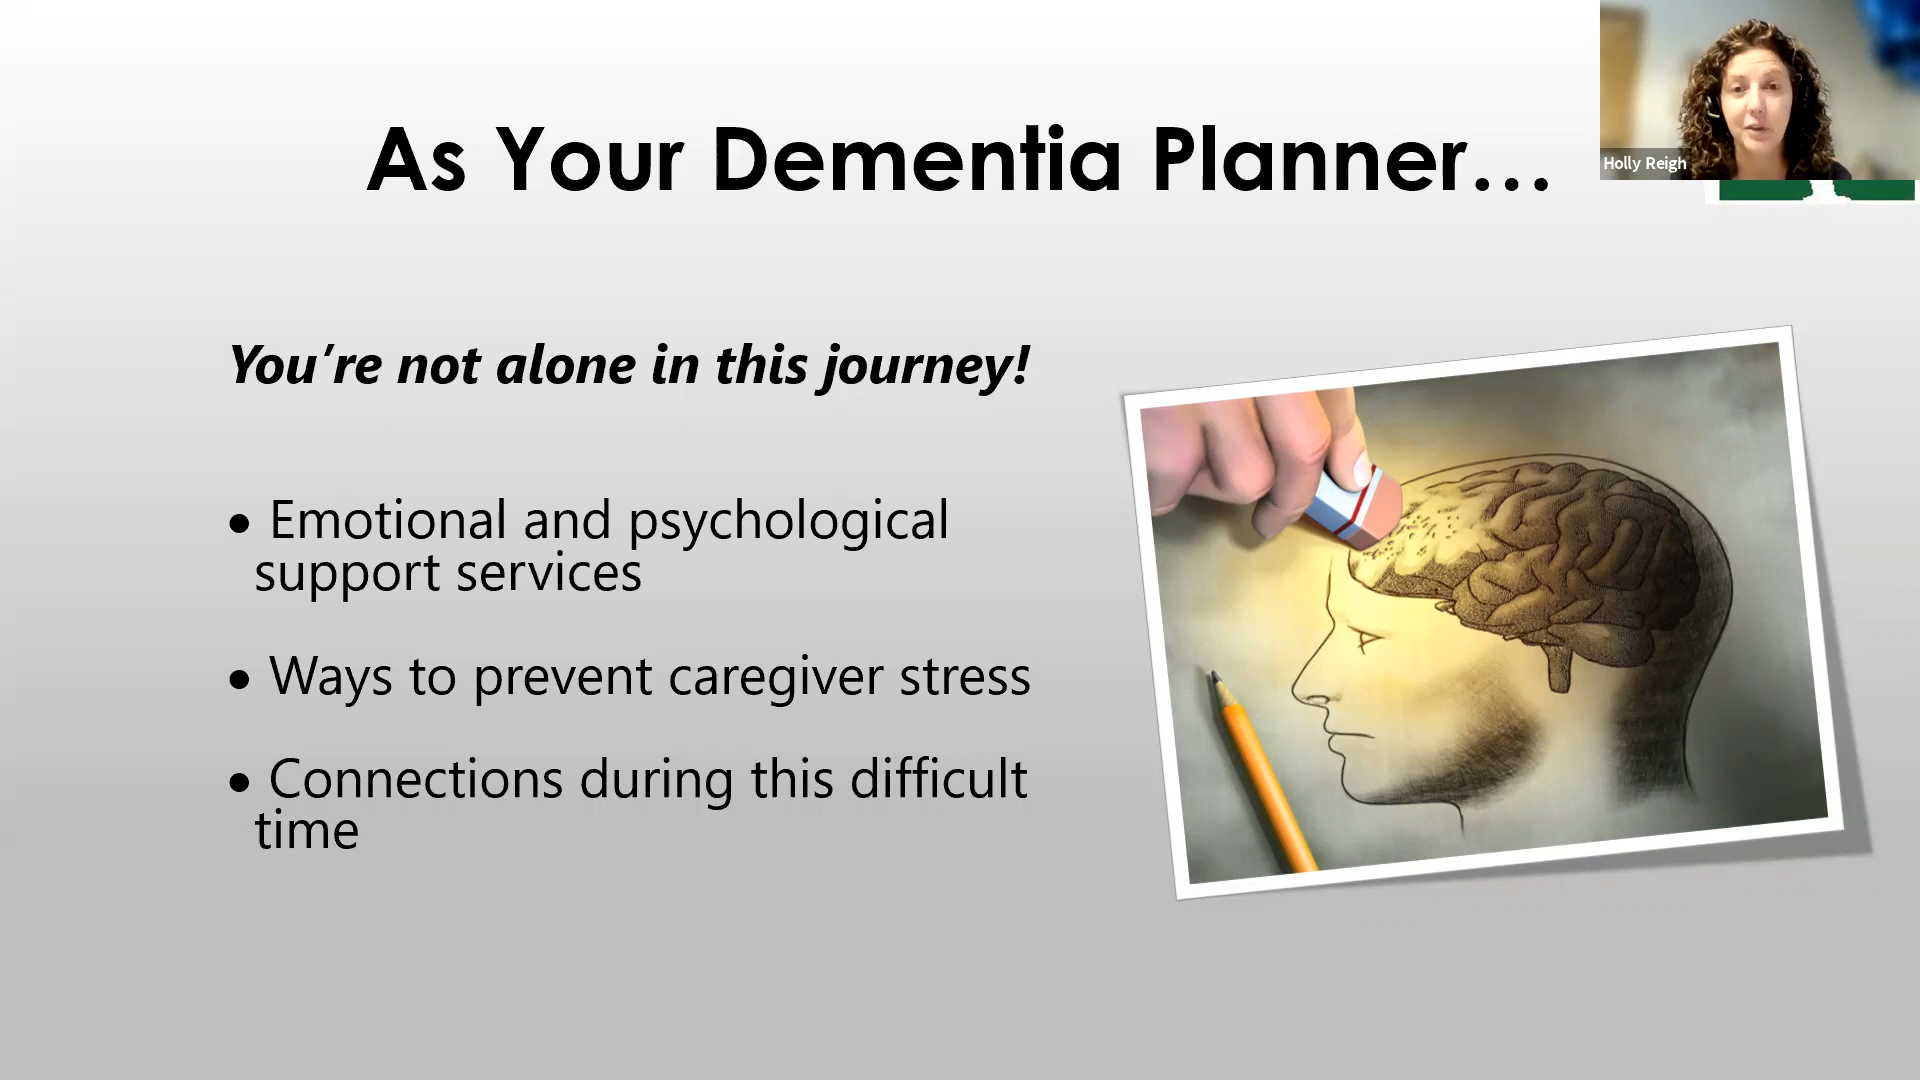 As Your Dementia Planner...
Holly Reigh
You're not alone in this journey!
• Emotional and psychological
support services
• Ways to prevent caregiver stress
• Connections during this difficult
time